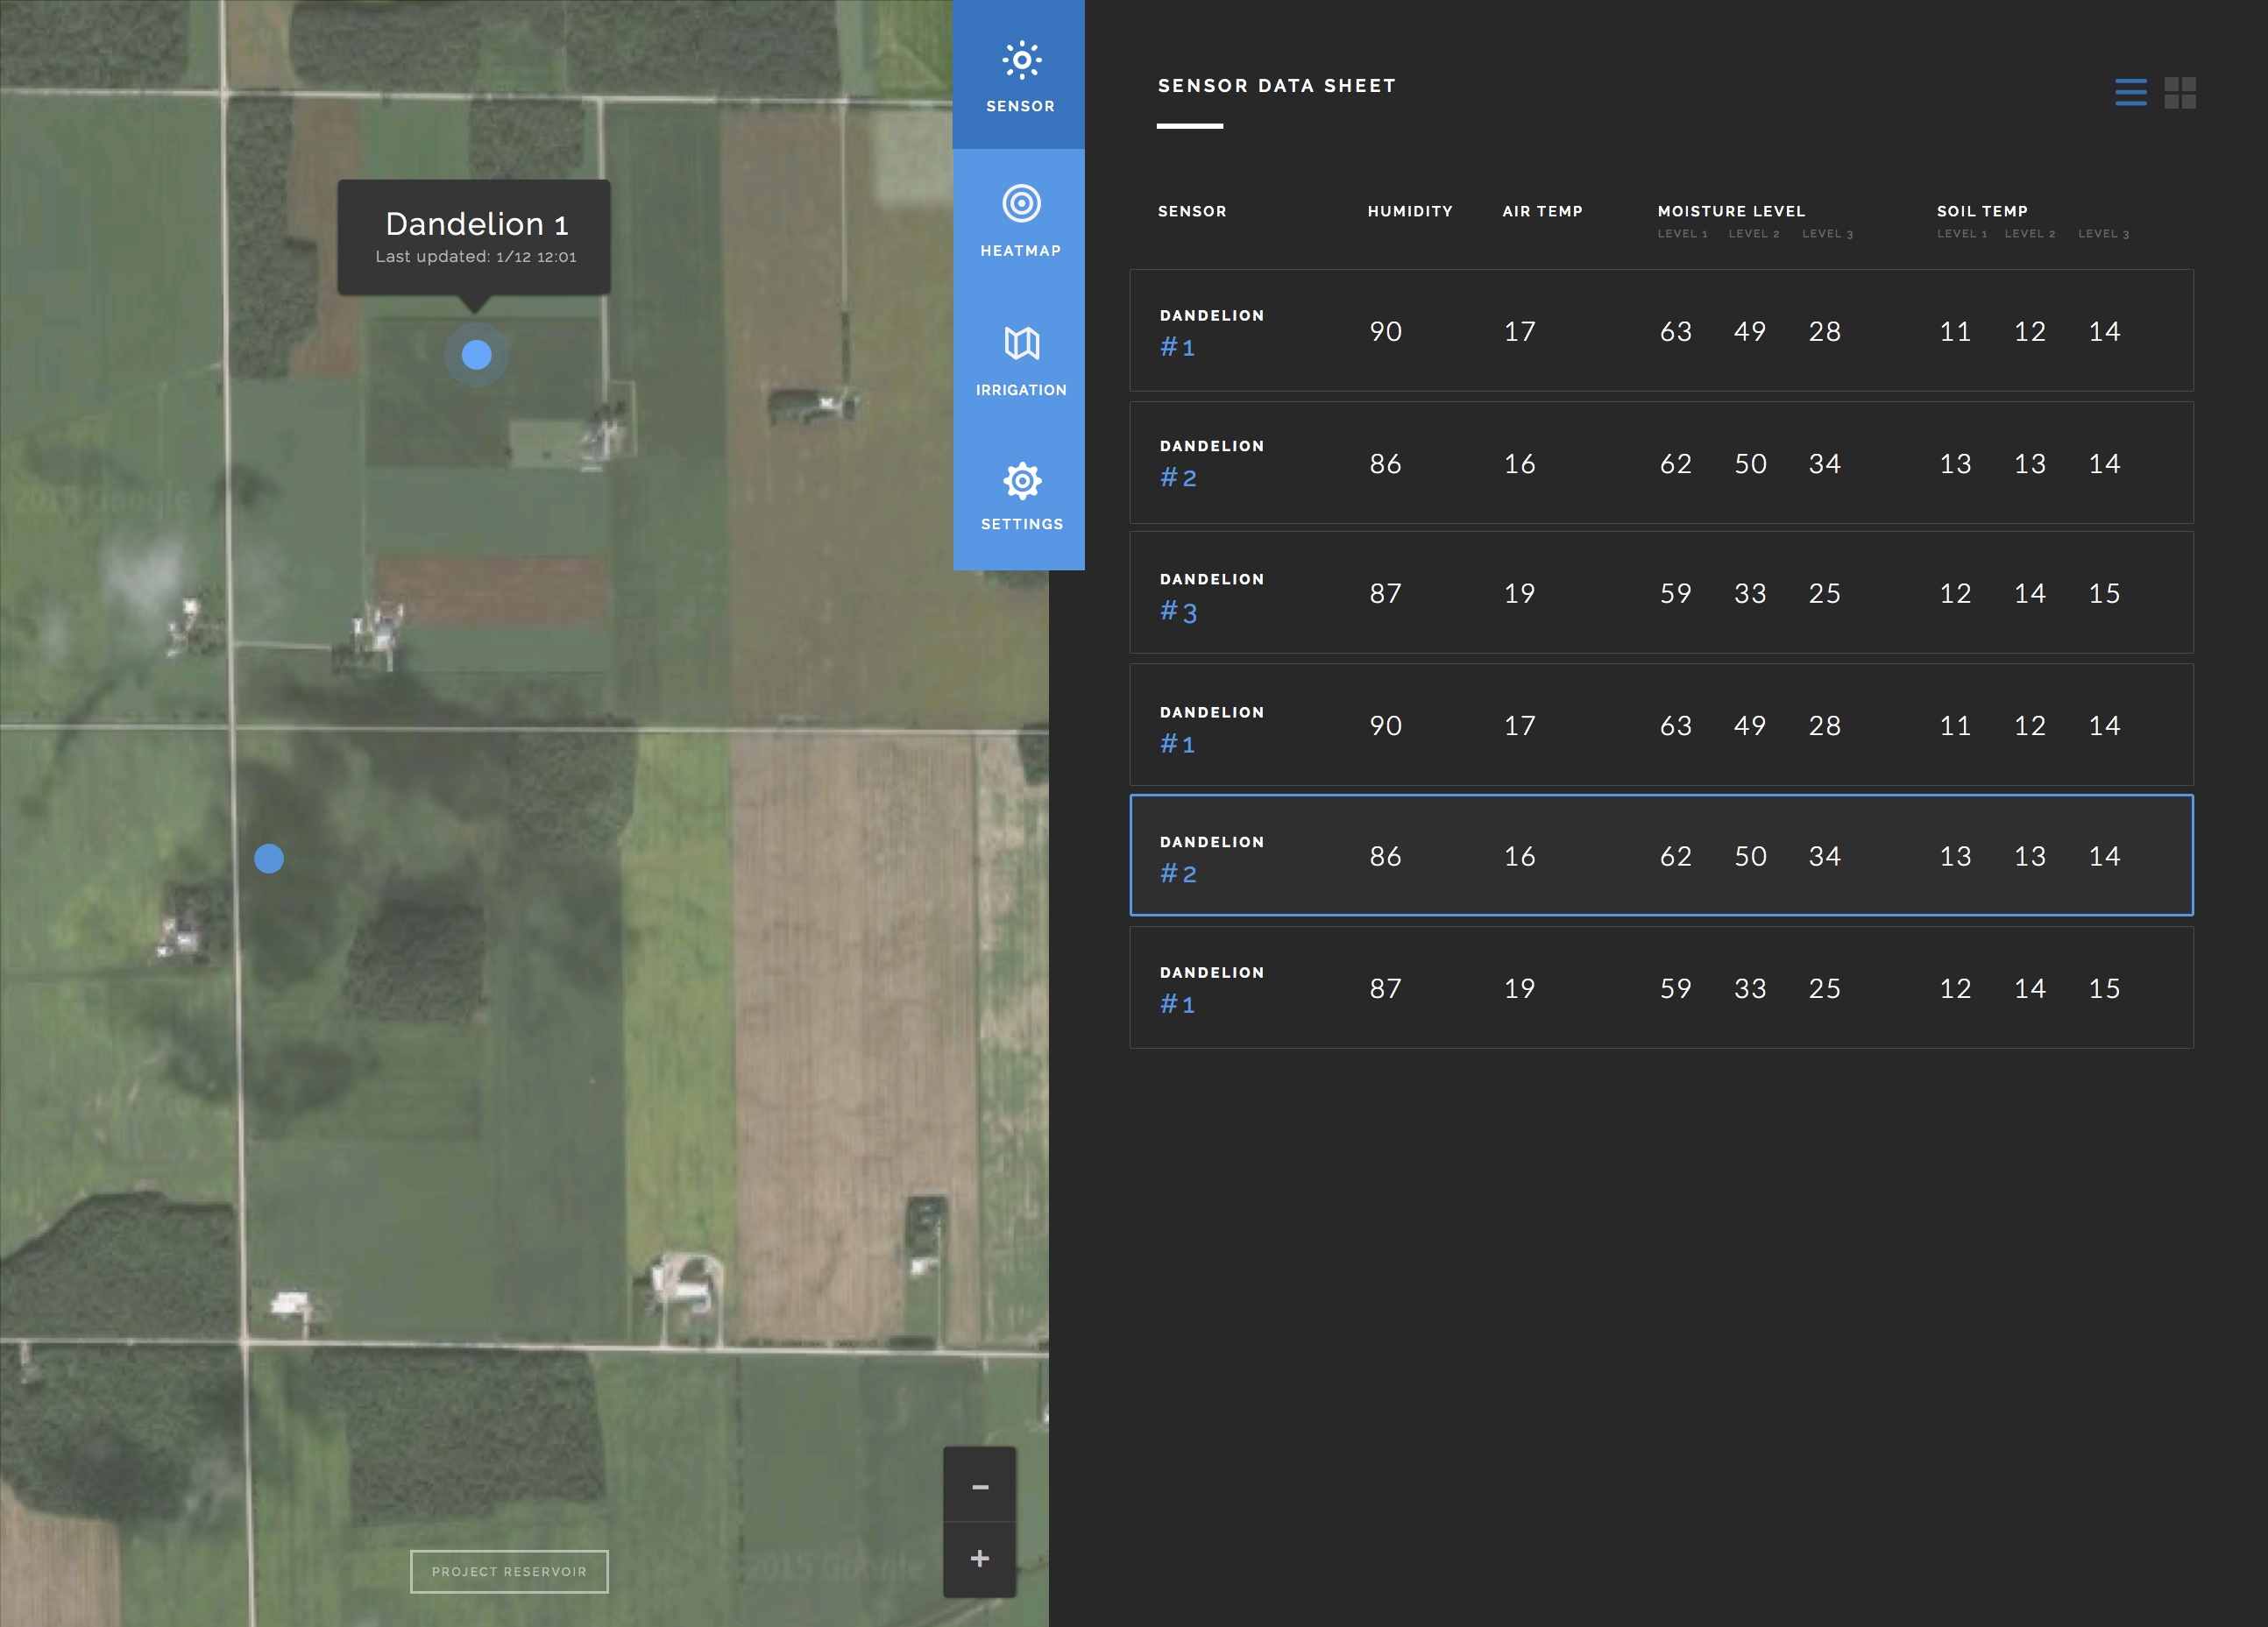 SENSOR
HEATMAP
IRRIGATION
SETTINGS
Dandelion 1
Last updated: 1/12 12:01
2015 Google
PROJECT RESERVOIR
2015 Google
−
+
SENSOR DATA SHEET
SENSOR HUMIDITY AIR TEMP MOISTURE LEVEL SOIL TEMP
LEVEL 1 LEVEL 2 LEVEL 3 LEVEL 1 LEVEL 2 LEVEL 3
DANDELION
#1 90 17 63 49 28 11 12 14
DANDELION
#2 86 16 62 50 34 13 13 14
DANDELION
#3 87 19 59 33 25 12 14 15
DANDELION
#1 90 17 63 49 28 11 12 14
DANDELION
#2 86 16 62 50 34 13 13 14
DANDELION
#1 87 19 59 33 25 12 14 15